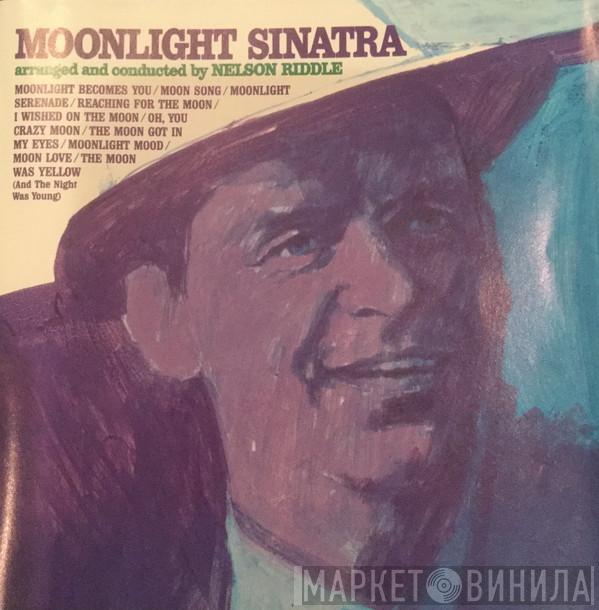 MOONLIGHT SINATRA
arranged and conducted by NELSON RIDDLE
MOONLIGHT BECOMES YOU / MOON SONG / MOONLIGHT
SERENADE / REACHING FOR THE MOON /
I WISHED ON THE MOON / OH, YOU
CRAZY MOON / THE MOON GOT IN
MY EYES / MOONLIGHT MOOD /
MOON LOVE / THE MOON
WAS YELLOW
(And The Night
Was Young)
МАРКЕТ ВИНИЛА